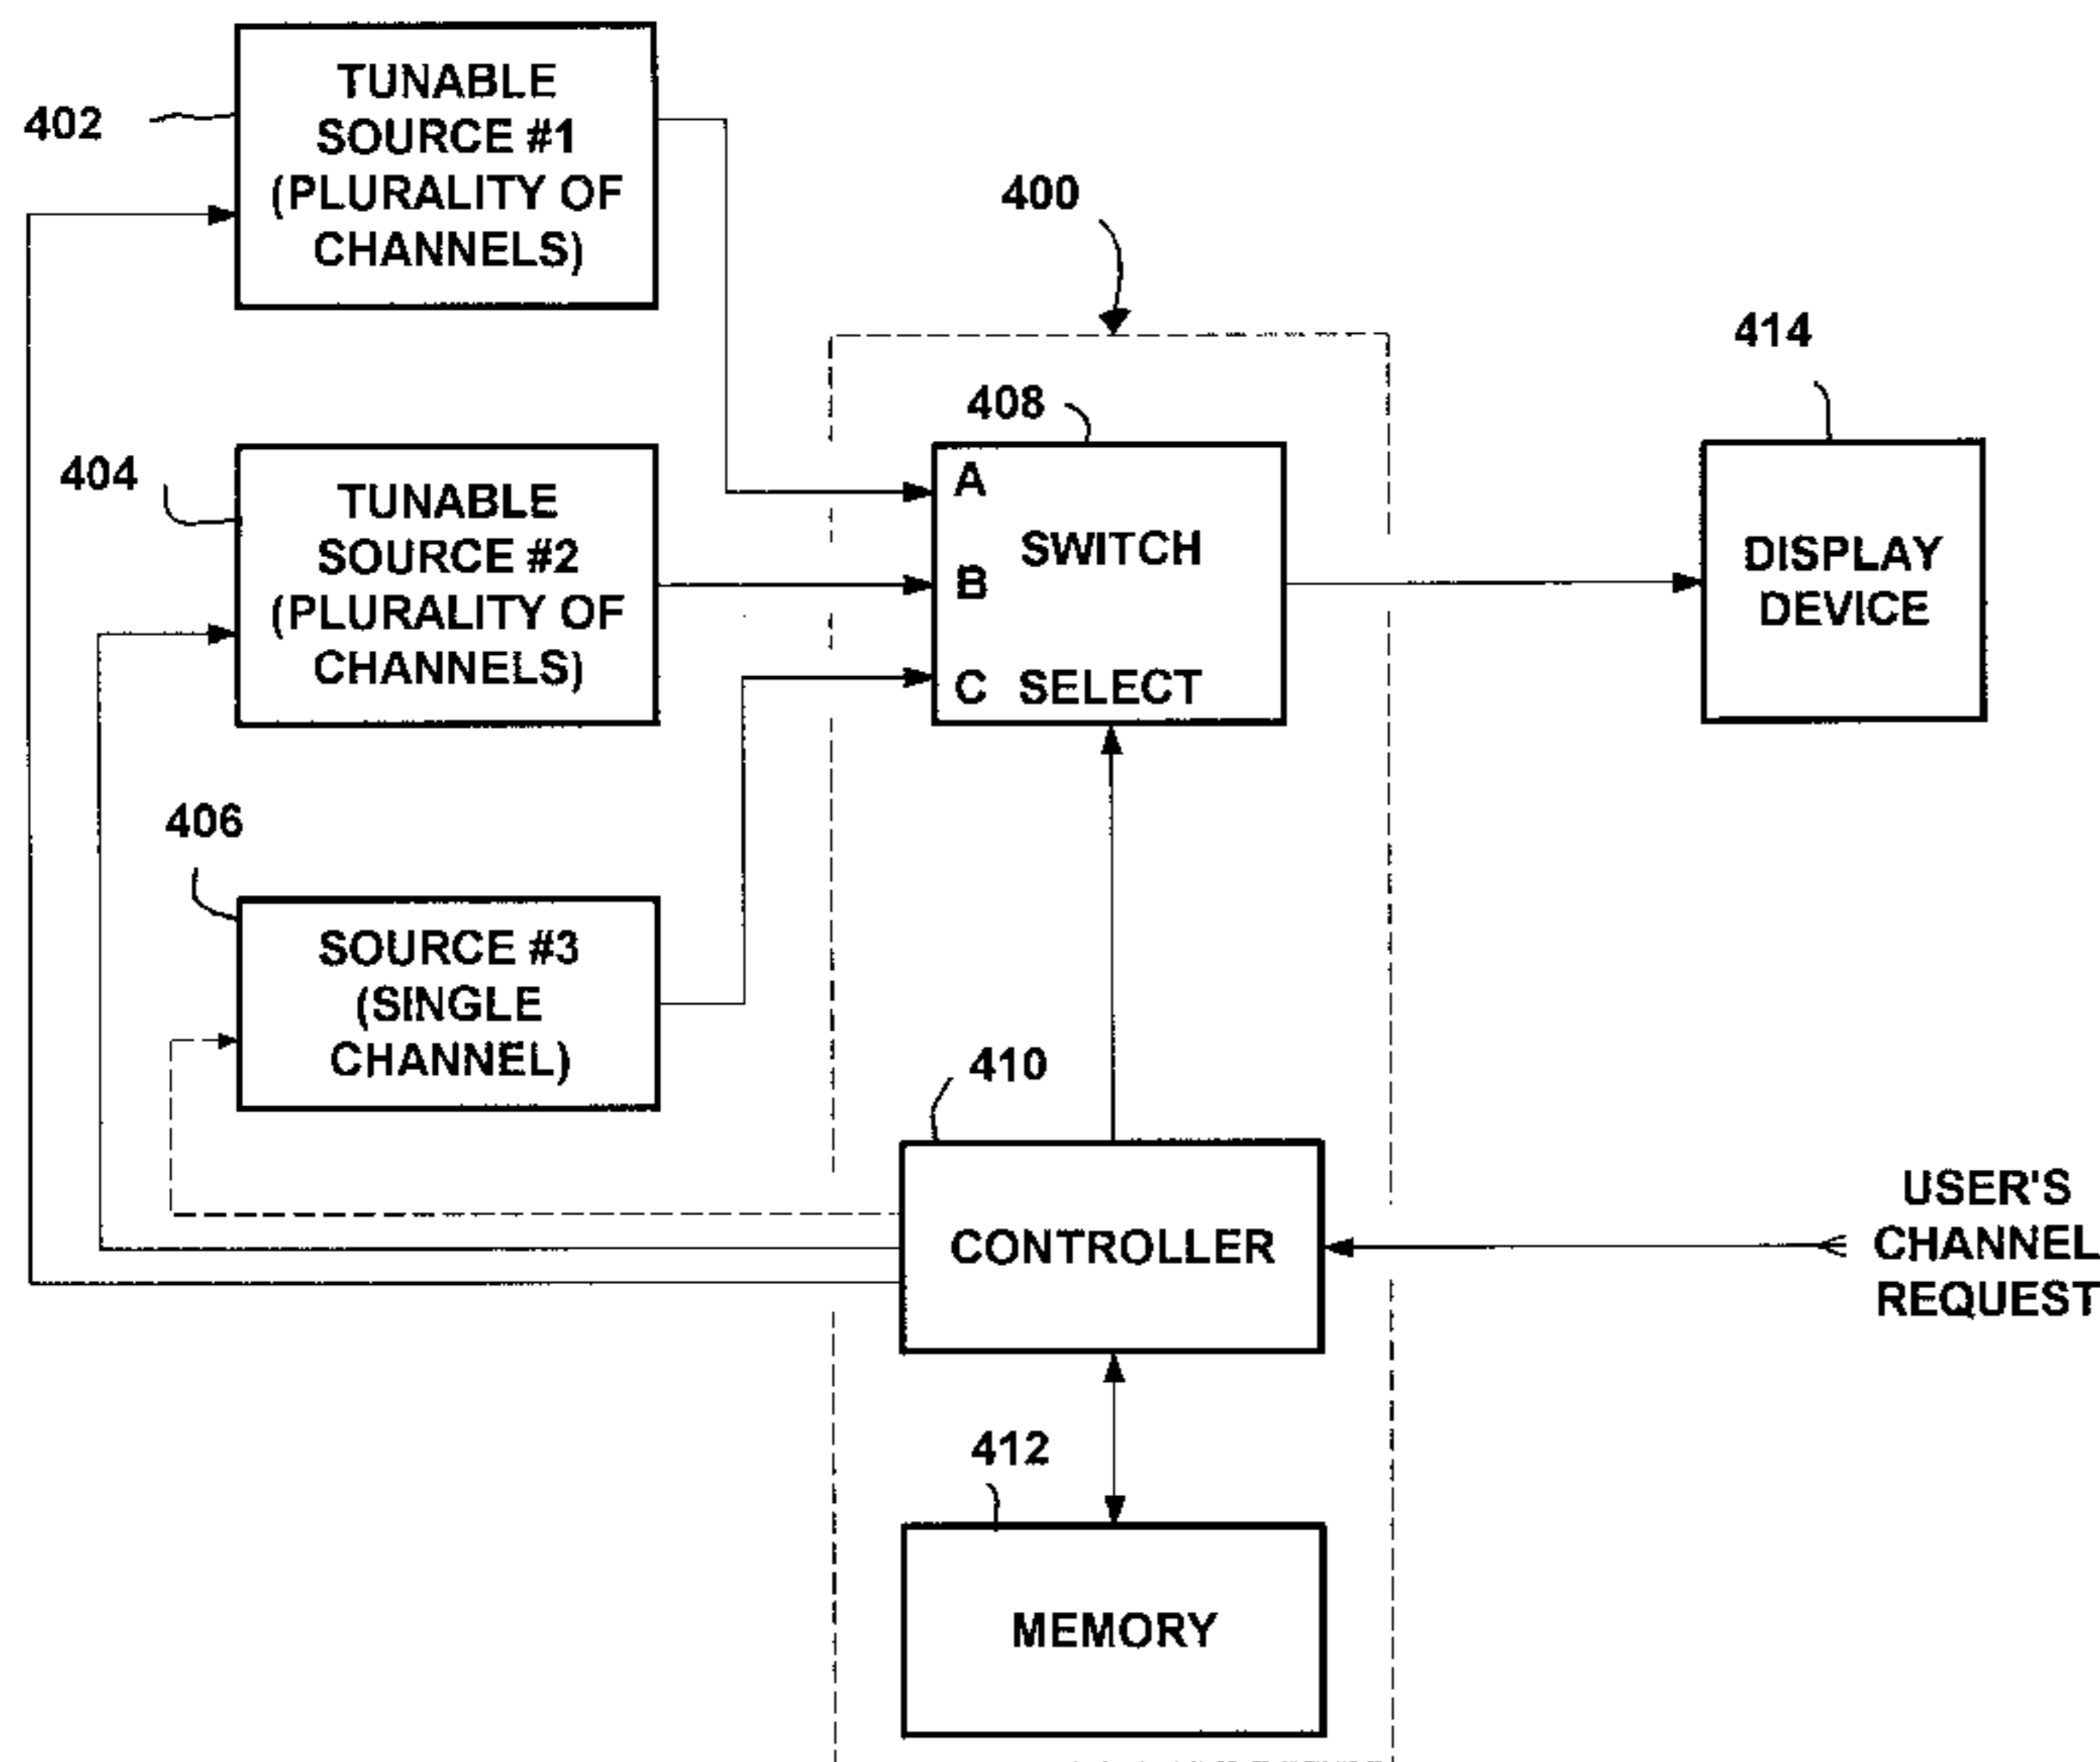 402
TUNABLE
SOURCE #1
(PLURALITY OF
CHANNELS)
400
414
408
404
TUNABLE
SOURCE #2
(PLURALITY OF
CHANNELS)
A
SWITCH
B
C SELECT
DISPLAY
DEVICE
406
SOURCE #3
(SINGLE
CHANNEL)
410
CONTROLLER
USER'S
CHANNEL
REQUEST
412
MEMORY